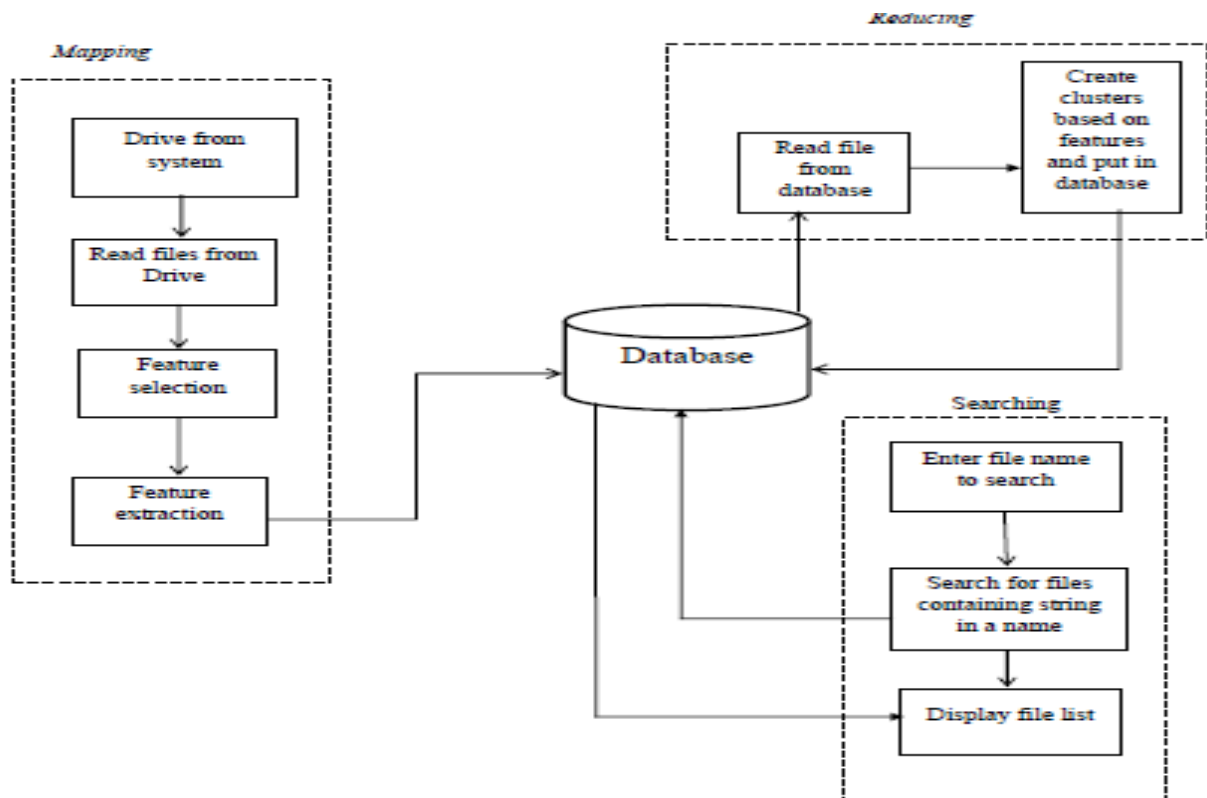 Mapping
Drive from
system
Read files from
Drive
Feature
selection
Feature
extraction
Reducing
Read file
from
database
Create
clusters
based on
features
and put in
database
Database
Searching
Enter file name
to search
Search for files
containing string
in a name
Display file list